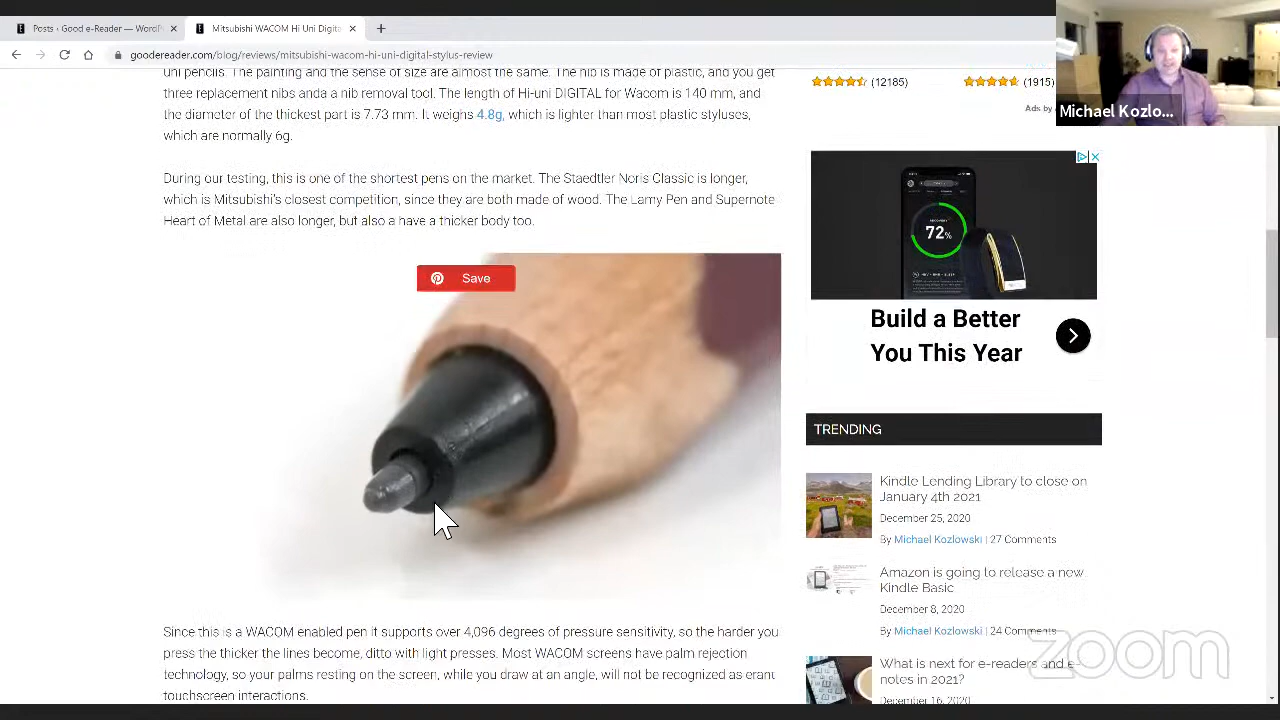 Posts ‹ Good e-Reader — WordP
Mitsubishi WACOM Hi Uni Digita
goodereader.com/blog/reviews/mitsubishi-wacom-hi-uni-digital-stylus-review
Michael Kozlo...
uni pencils. The painting and the sense of size are almost the same. The nib is made of plastic, and you get
three replacement nibs anda a nib removal tool. The length of Hi-uni DIGITAL for Wacom is 140 mm, and
the diameter of the thickest part is 7.7mm. It weighs 4.8g, which is lighter than most plastic styluses,
which are normally 6g.
During our testing, this is one of the shortest pens on the market. The Staedtler Noris Classic is longer,
which is the pens closest competition, since they are both made of wood. The Lamy Pen and Supernote
Heart of Metal are also longer, but also a have a thicker body too.
Save
Since this is a WACOM enabled pen it supports over 4,096 degrees of pressure sensitivity, so the harder you
press the thicker the lines become, ditto with light presses. Most WACOM screens have palm rejection
technology, so your palms resting on the screen, while you draw at an angle, will not be recognized as erant
touchscreen interactions.
(12185)
(1915)
Ads by
RECOVERY
72%
Build a Better
You This Year
TRENDING
Kindle Lending Library to close on
January 4th 2021
December 25, 2020
By Michael Kozlowski | 27 Comments
Amazon is going to release a new
Kindle Basic
December 8, 2020
By Michael Kozlowski | 24 Comments
What is next for e-readers and e-
notes in 2021?
December 16, 2020
zoom